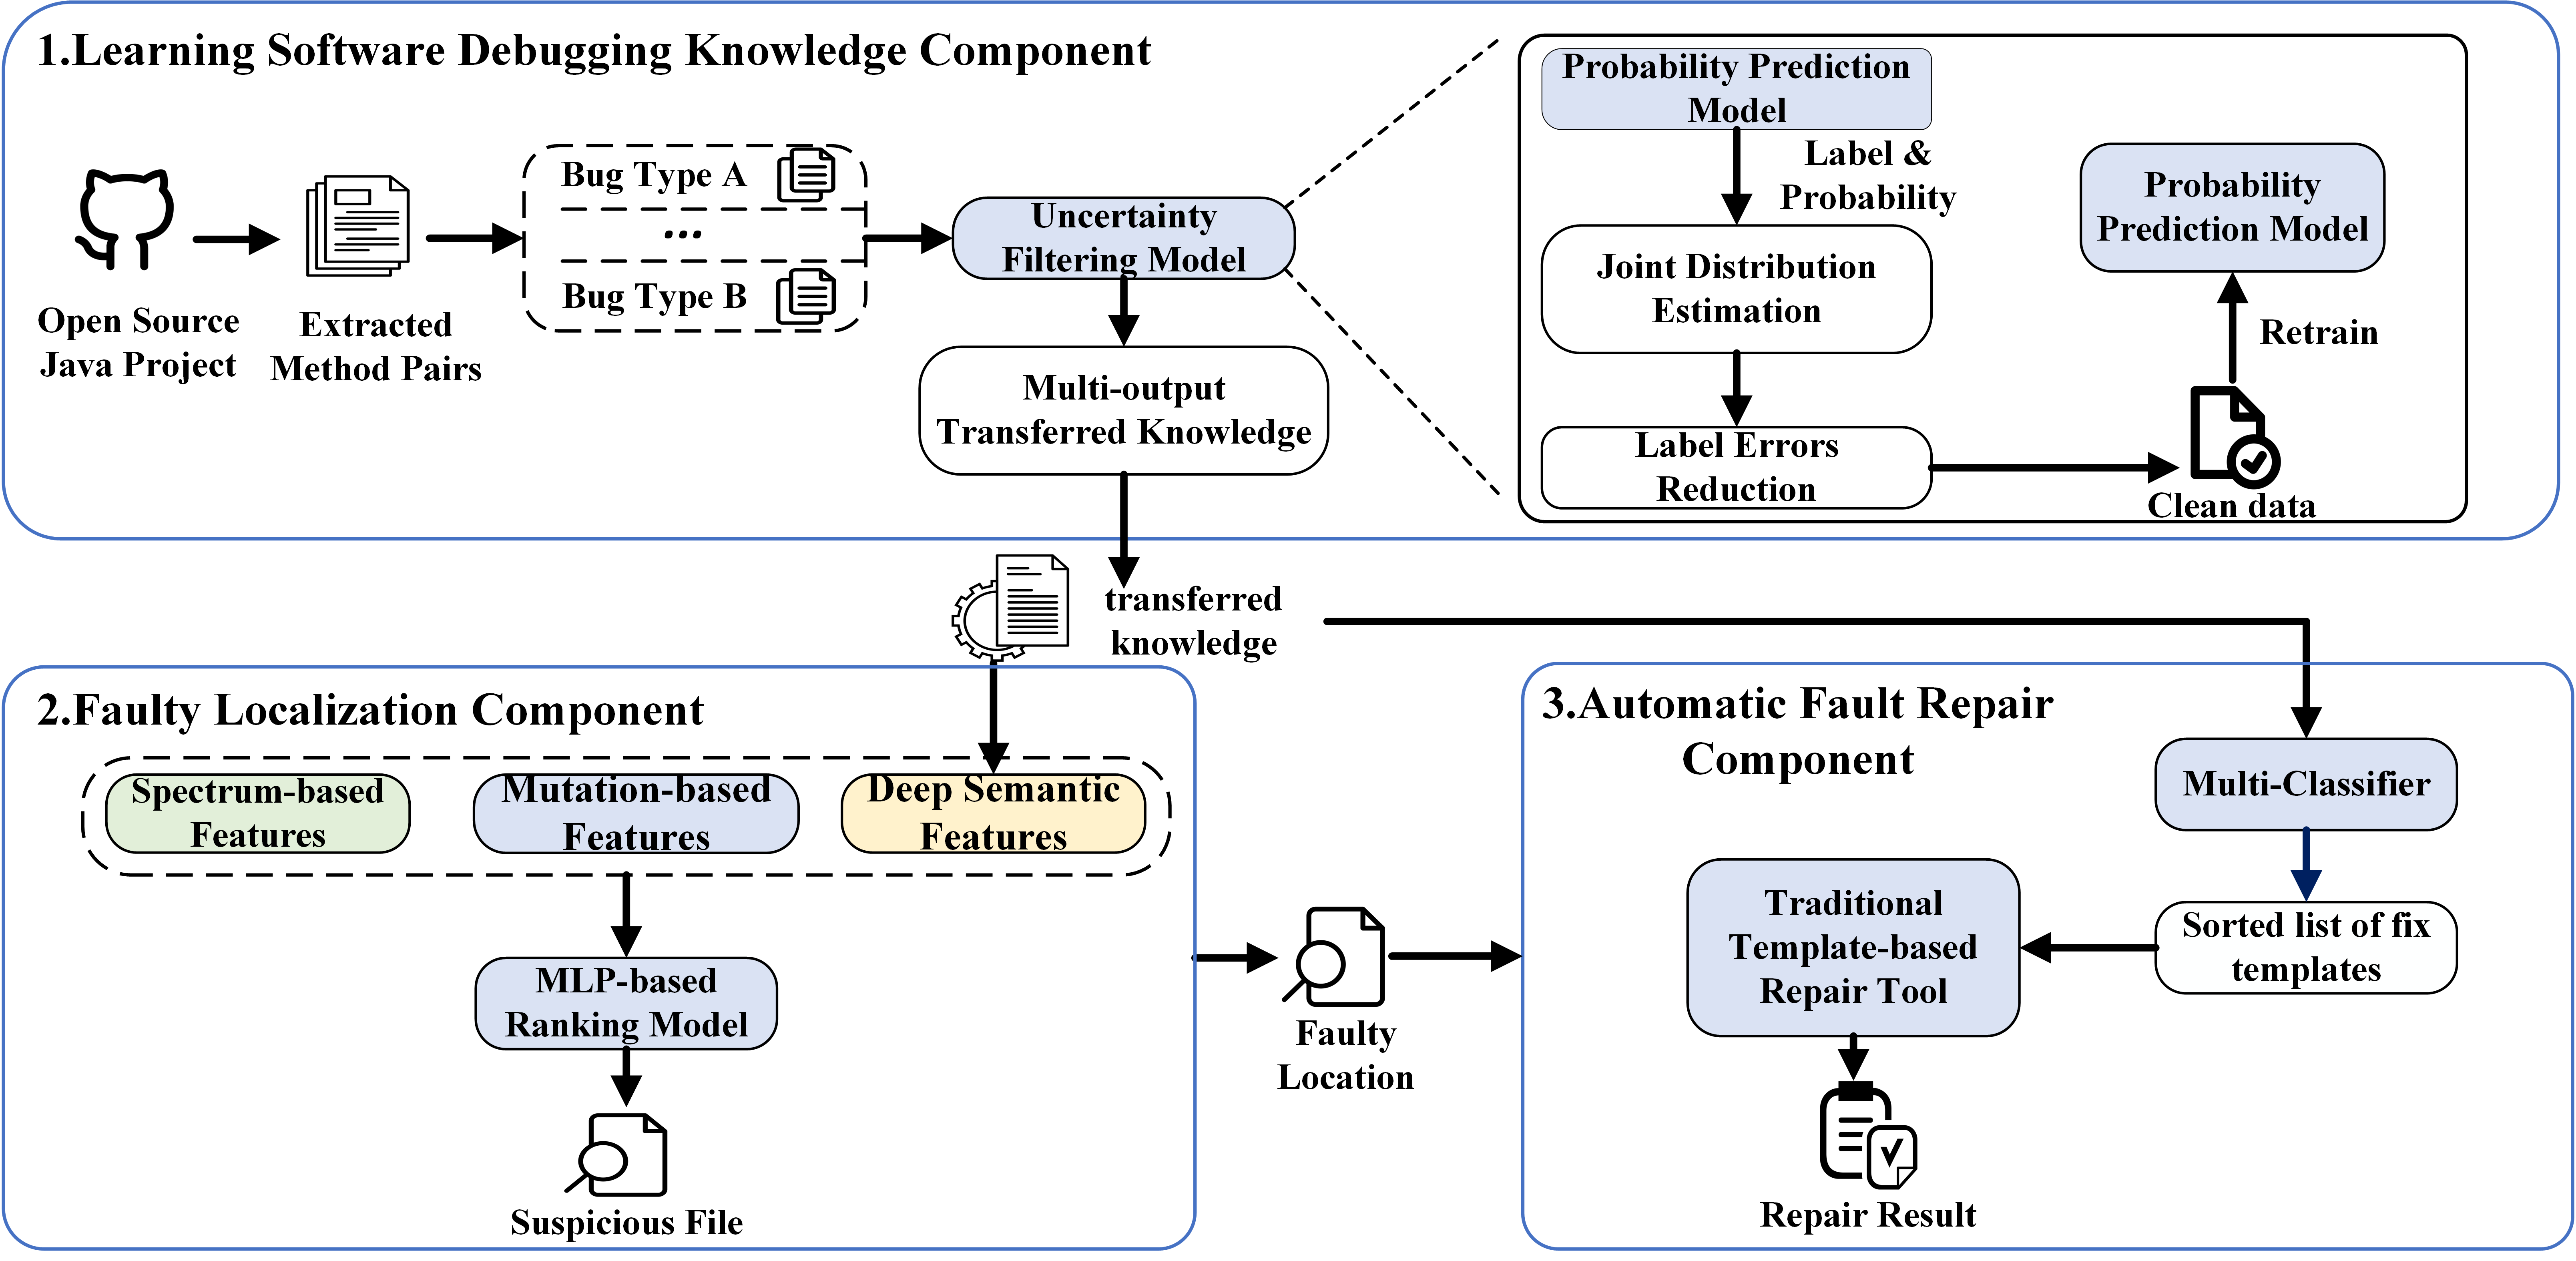 1.Learning Software Debugging Knowledge Component
Open Source
Java Project
Extracted
Method Pairs
Bug Type A
...
Bug Type B
Uncertainty
Filtering Model
Multi-output
Transferred Knowledge
Probability Prediction
Model
Label &
Probability
Joint Distribution
Estimation
Label Errors
Reduction
Clean data
Retrain
Probability
Prediction Model
transferred
knowledge
2.Faulty Localization Component
Spectrum-based
Features
Mutation-based
Features
Deep Semantic
Features
MLP-based
Ranking Model
Suspicious File
Faulty
Location
3.Automatic Fault Repair
Component
Multi-Classifier
Sorted list of fix
templates
Traditional
Template-based
Repair Tool
Repair Result